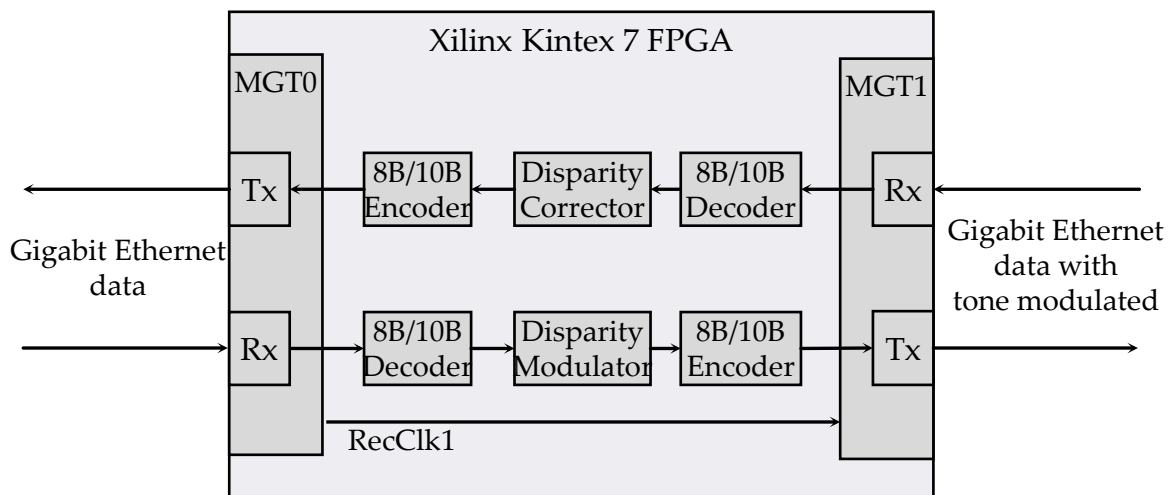 Xilinx Kintex 7 FPGA
MGT0
MGT1
Tx
8B/10B
Encoder
Disparity
Corrector
8B/10B
Decoder
Rx
Gigabit Ethernet
data
Gigabit Ethernet
data with
tone modulated
Rx
8B/10B
Decoder
Disparity
Modulator
8B/10B
Encoder
Tx
RecClk1